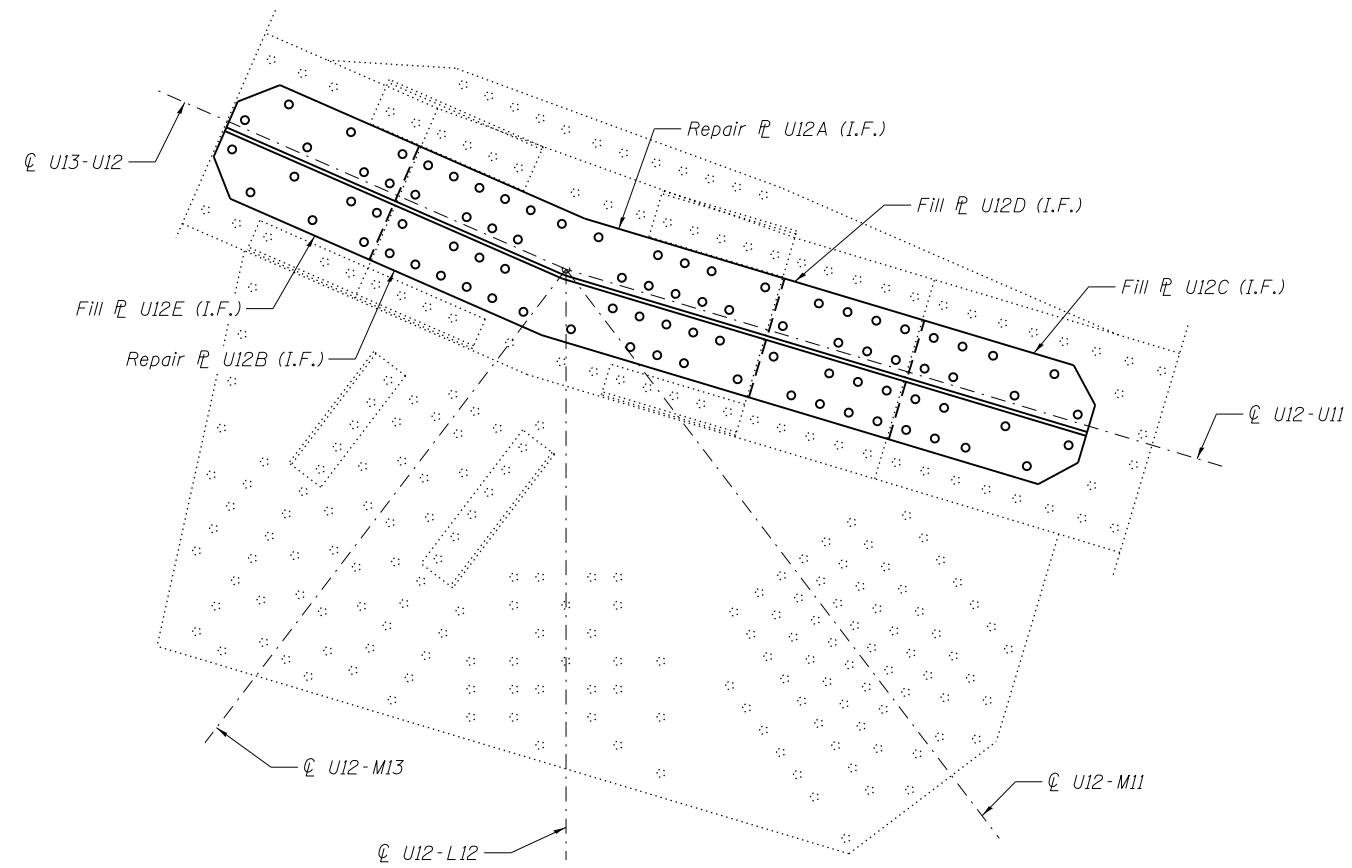 Repair ⅊ U12A (I.F.)
℄ U13-U12
Fill ⅊ U12D (I.F.)
Fill ⅊ U12C (I.F.)
Fill ⅊ U12E (I.F.)
Repair ⅊ U12B (I.F.)
℄ U12-U11
℄ U12-M13
℄ U12-M11
℄ U12-L12